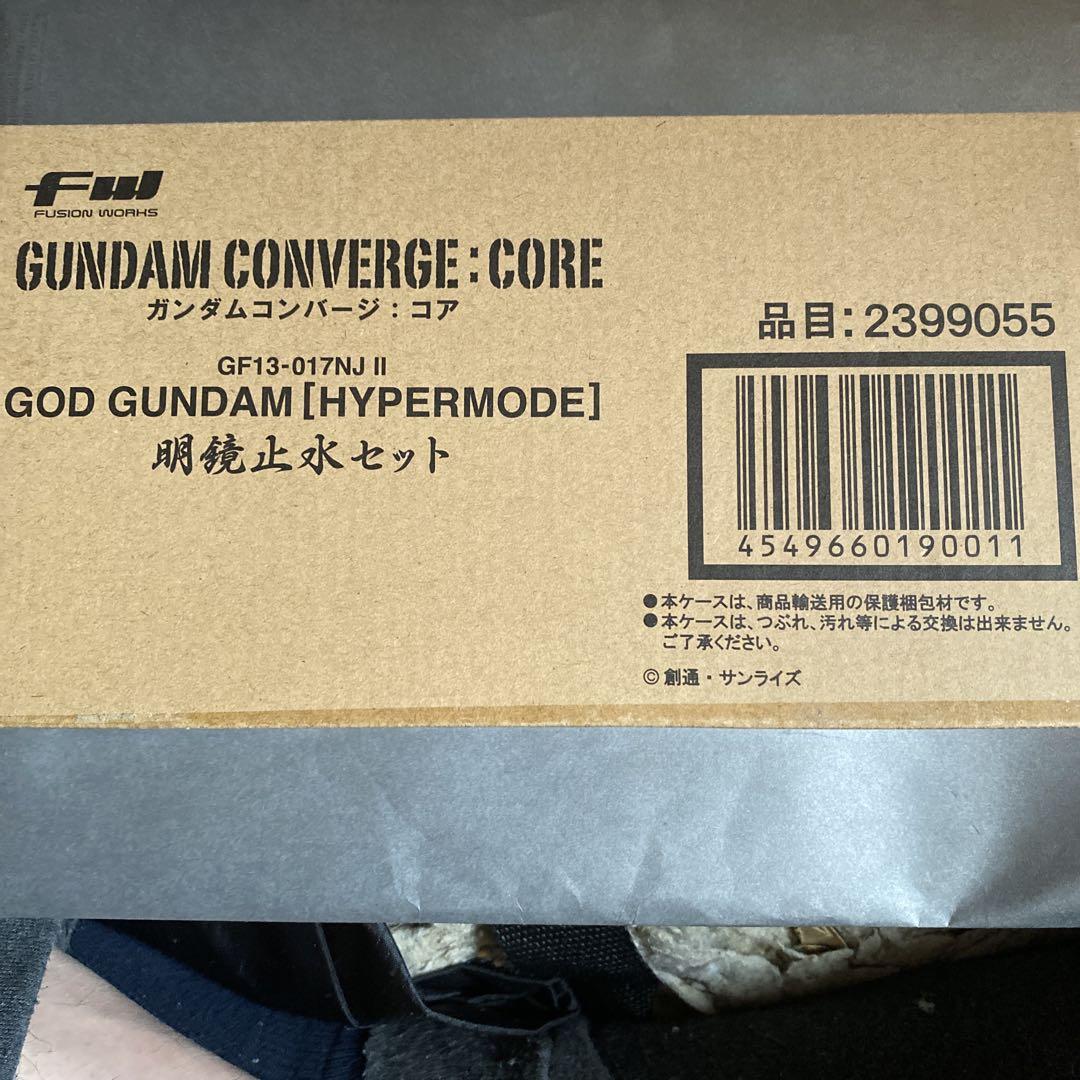 fw
FUSION WORKS
GUNDAM CONVERGE:CORE
ガンダムコンバージ:コア
GF13-017NJ II
GOD GUNDAM[HYPERMODE]
明鏡止水セット
品目:2399055
4549660190011
●本ケースは、商品輸送用の保護梱包材です。
●本ケースは、つぶれ、汚れ等による交換は出来ません。
ご了承ください。
©創通・サンライズ